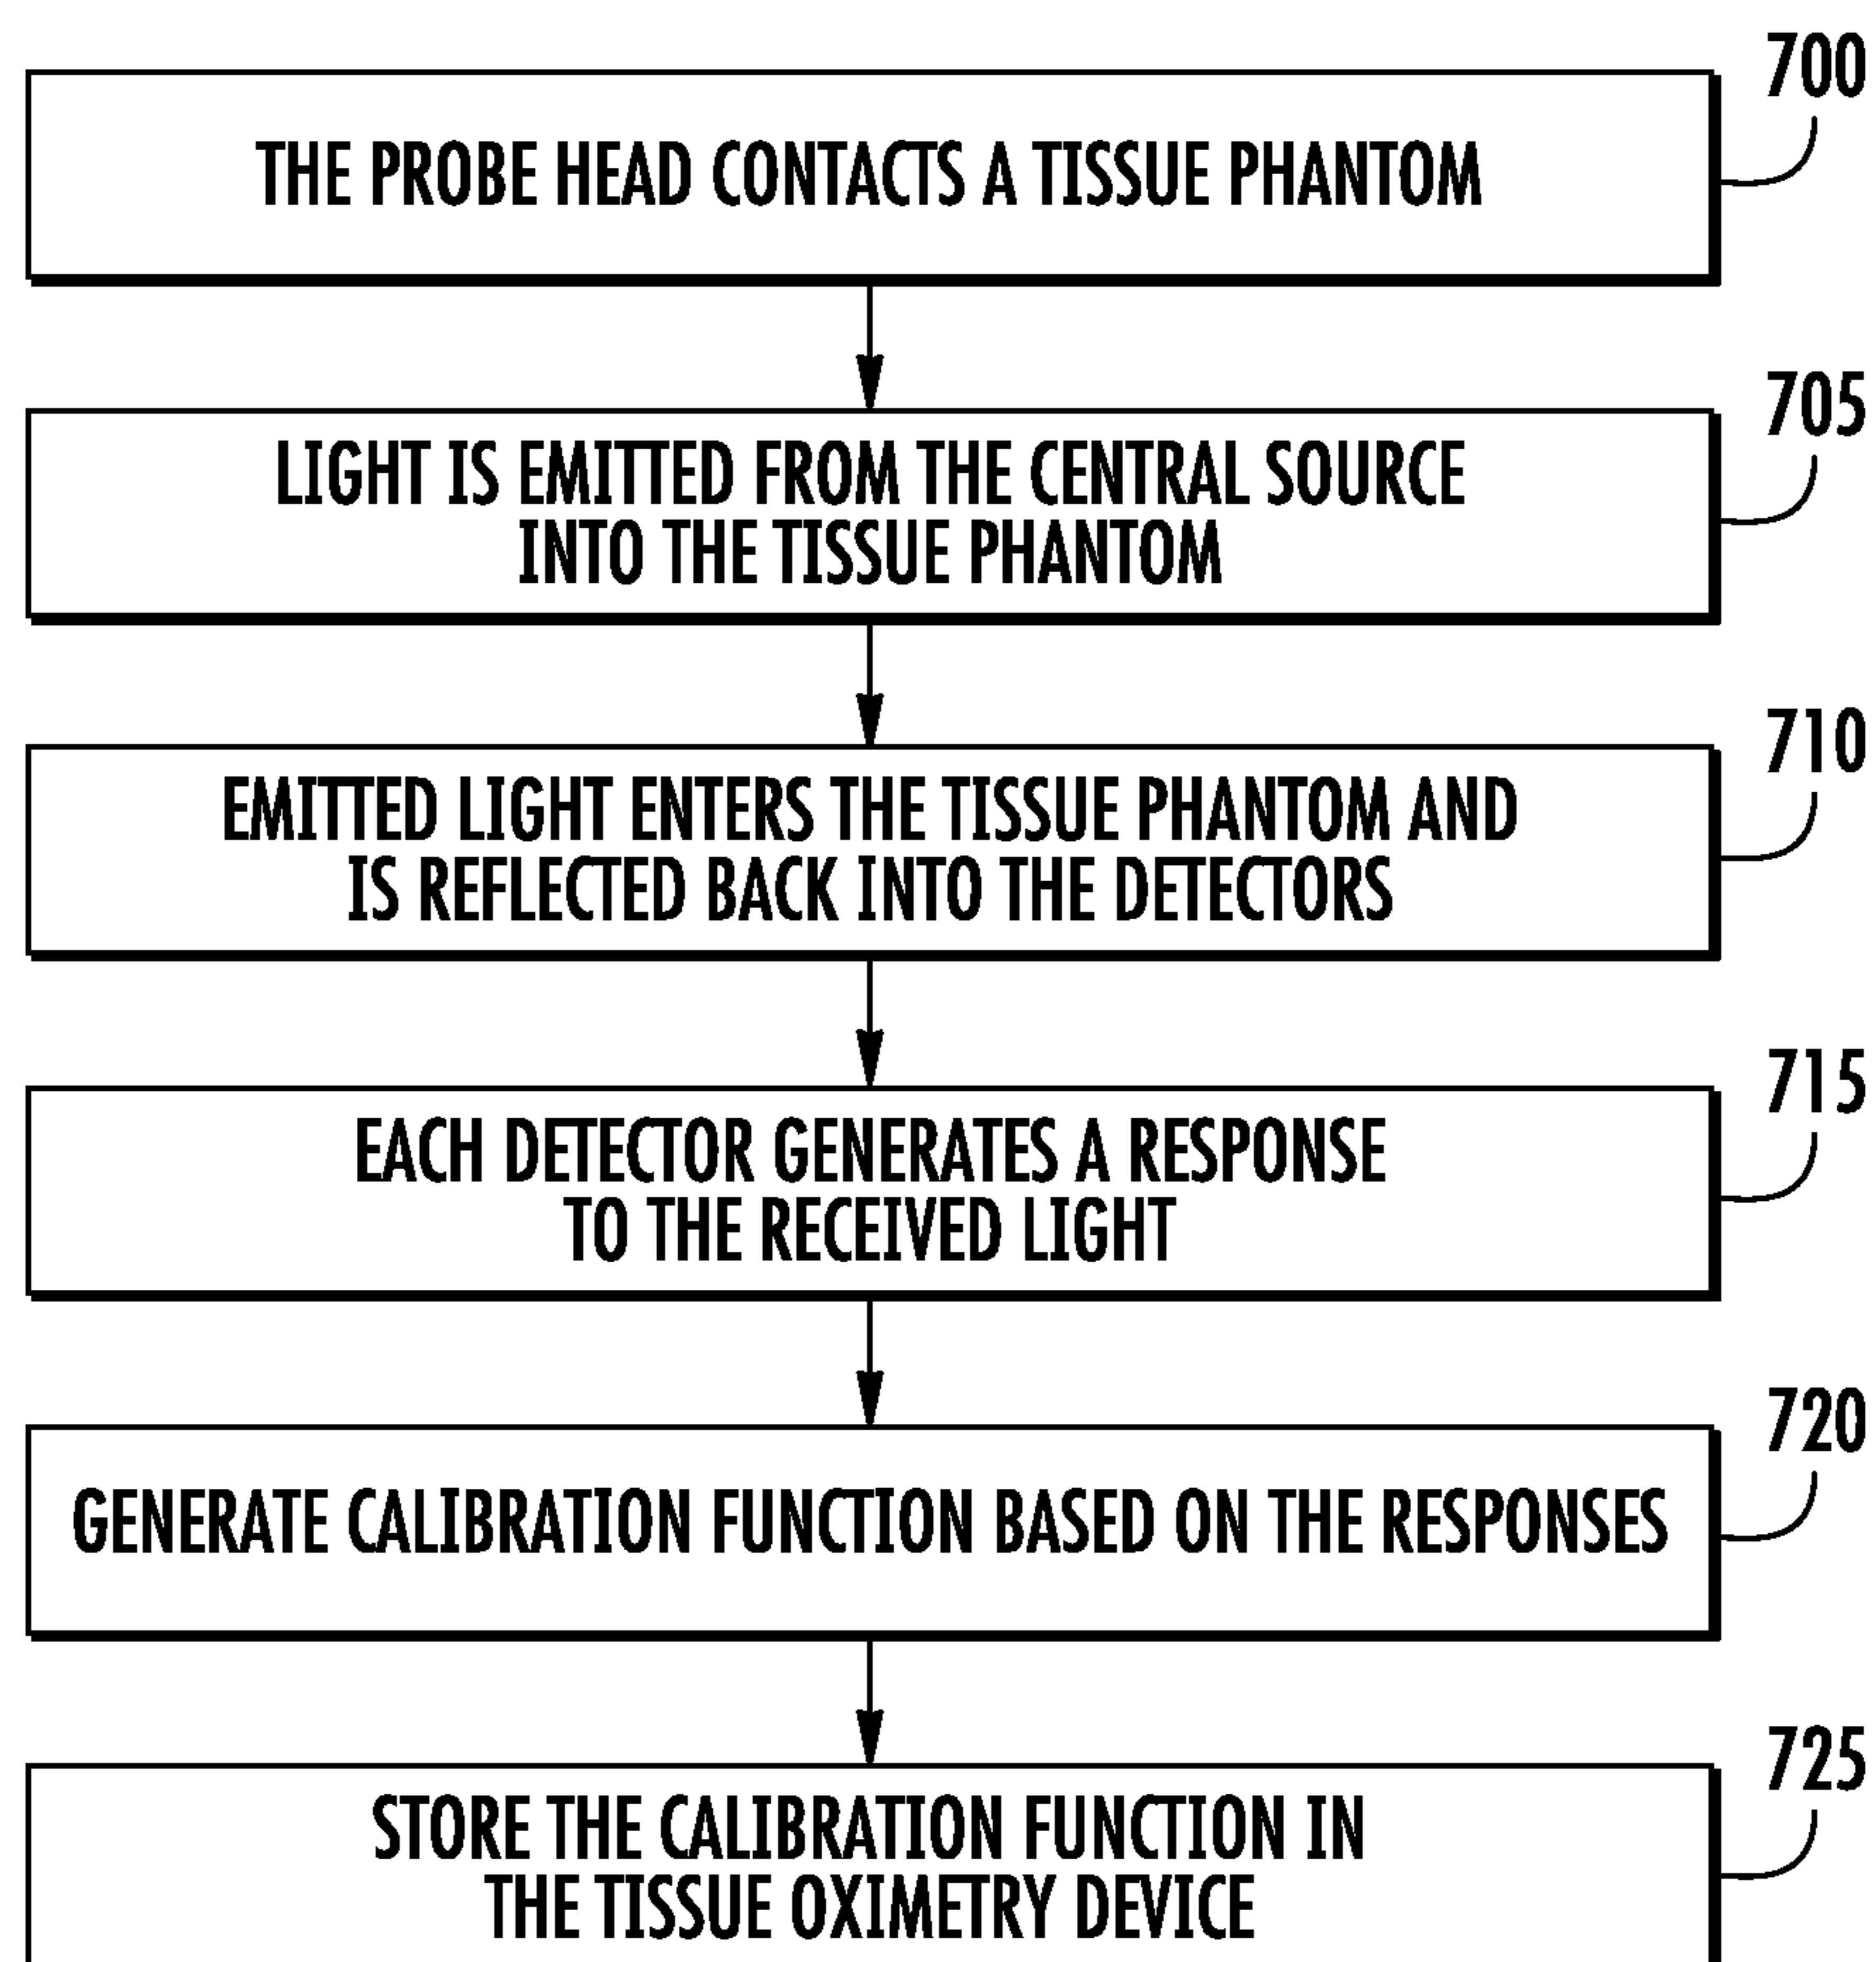 700
THE PROBE HEAD CONTACTS A TISSUE PHANTOM
705
LIGHT IS EMITTED FROM THE CENTRAL SOURCE
INTO THE TISSUE PHANTOM
710
EMITTED LIGHT ENTERS THE TISSUE PHANTOM AND
IS REFLECTED BACK INTO THE DETECTORS
715
EACH DETECTOR GENERATES A RESPONSE
TO THE RECEIVED LIGHT
720
GENERATE CALIBRATION FUNCTION BASED ON THE RESPONSES
725
STORE THE CALIBRATION FUNCTION IN
THE TISSUE OXIMETRY DEVICE